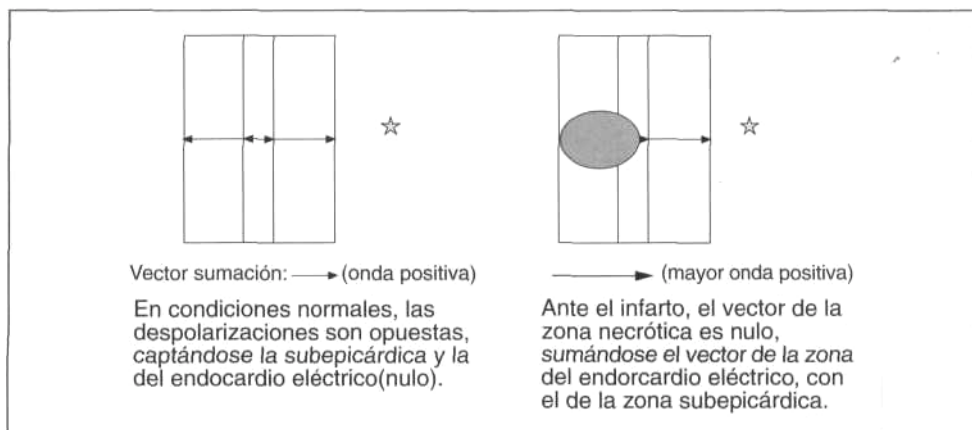 Vector sumación: (onda positiva)
En condiciones normales, las
despolarizaciones son opuestas,
captándose la subepicárdica y la
del endocardio eléctrico(nulo).
(mayor onda positiva)
Ante el infarto, el vector de la
zona necrótica es nulo,
sumándose el vector de la zona
del endorcardio eléctrico, con
el de la zona subepicárdica.